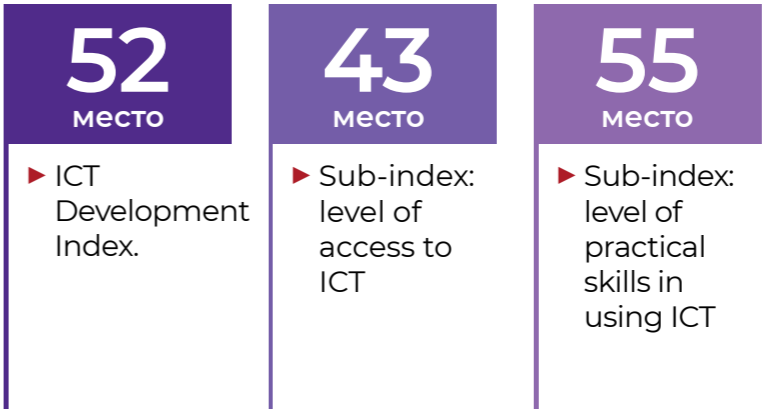 52
место
ICT
Development
Index.
43
место
Sub-index:
level of
access to
ICT
55
место
Sub-index:
level of
practical
skills in
using ICT